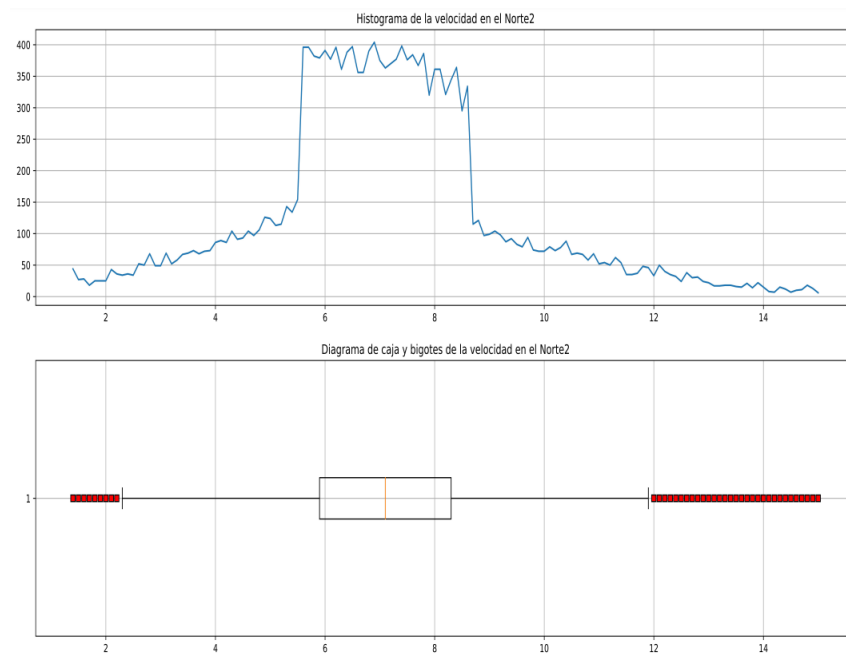 Histograma de la velocidad en el Norte2
400
350
300
250
200
150
100
50
0
2 4 6 8 10 12 14
Diagrama de caja y bigotes de la velocidad en el Norte2
1
2 4 6 8 10 12 14